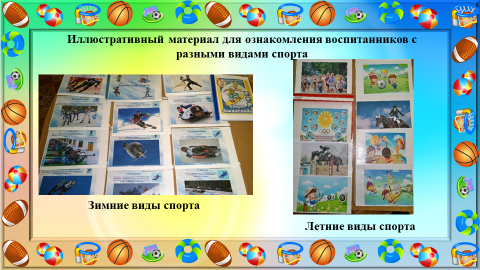 Иллюстративный материал для ознакомления воспитанников с
разными видами спорта
Зимние виды спорта
Летние виды спорта